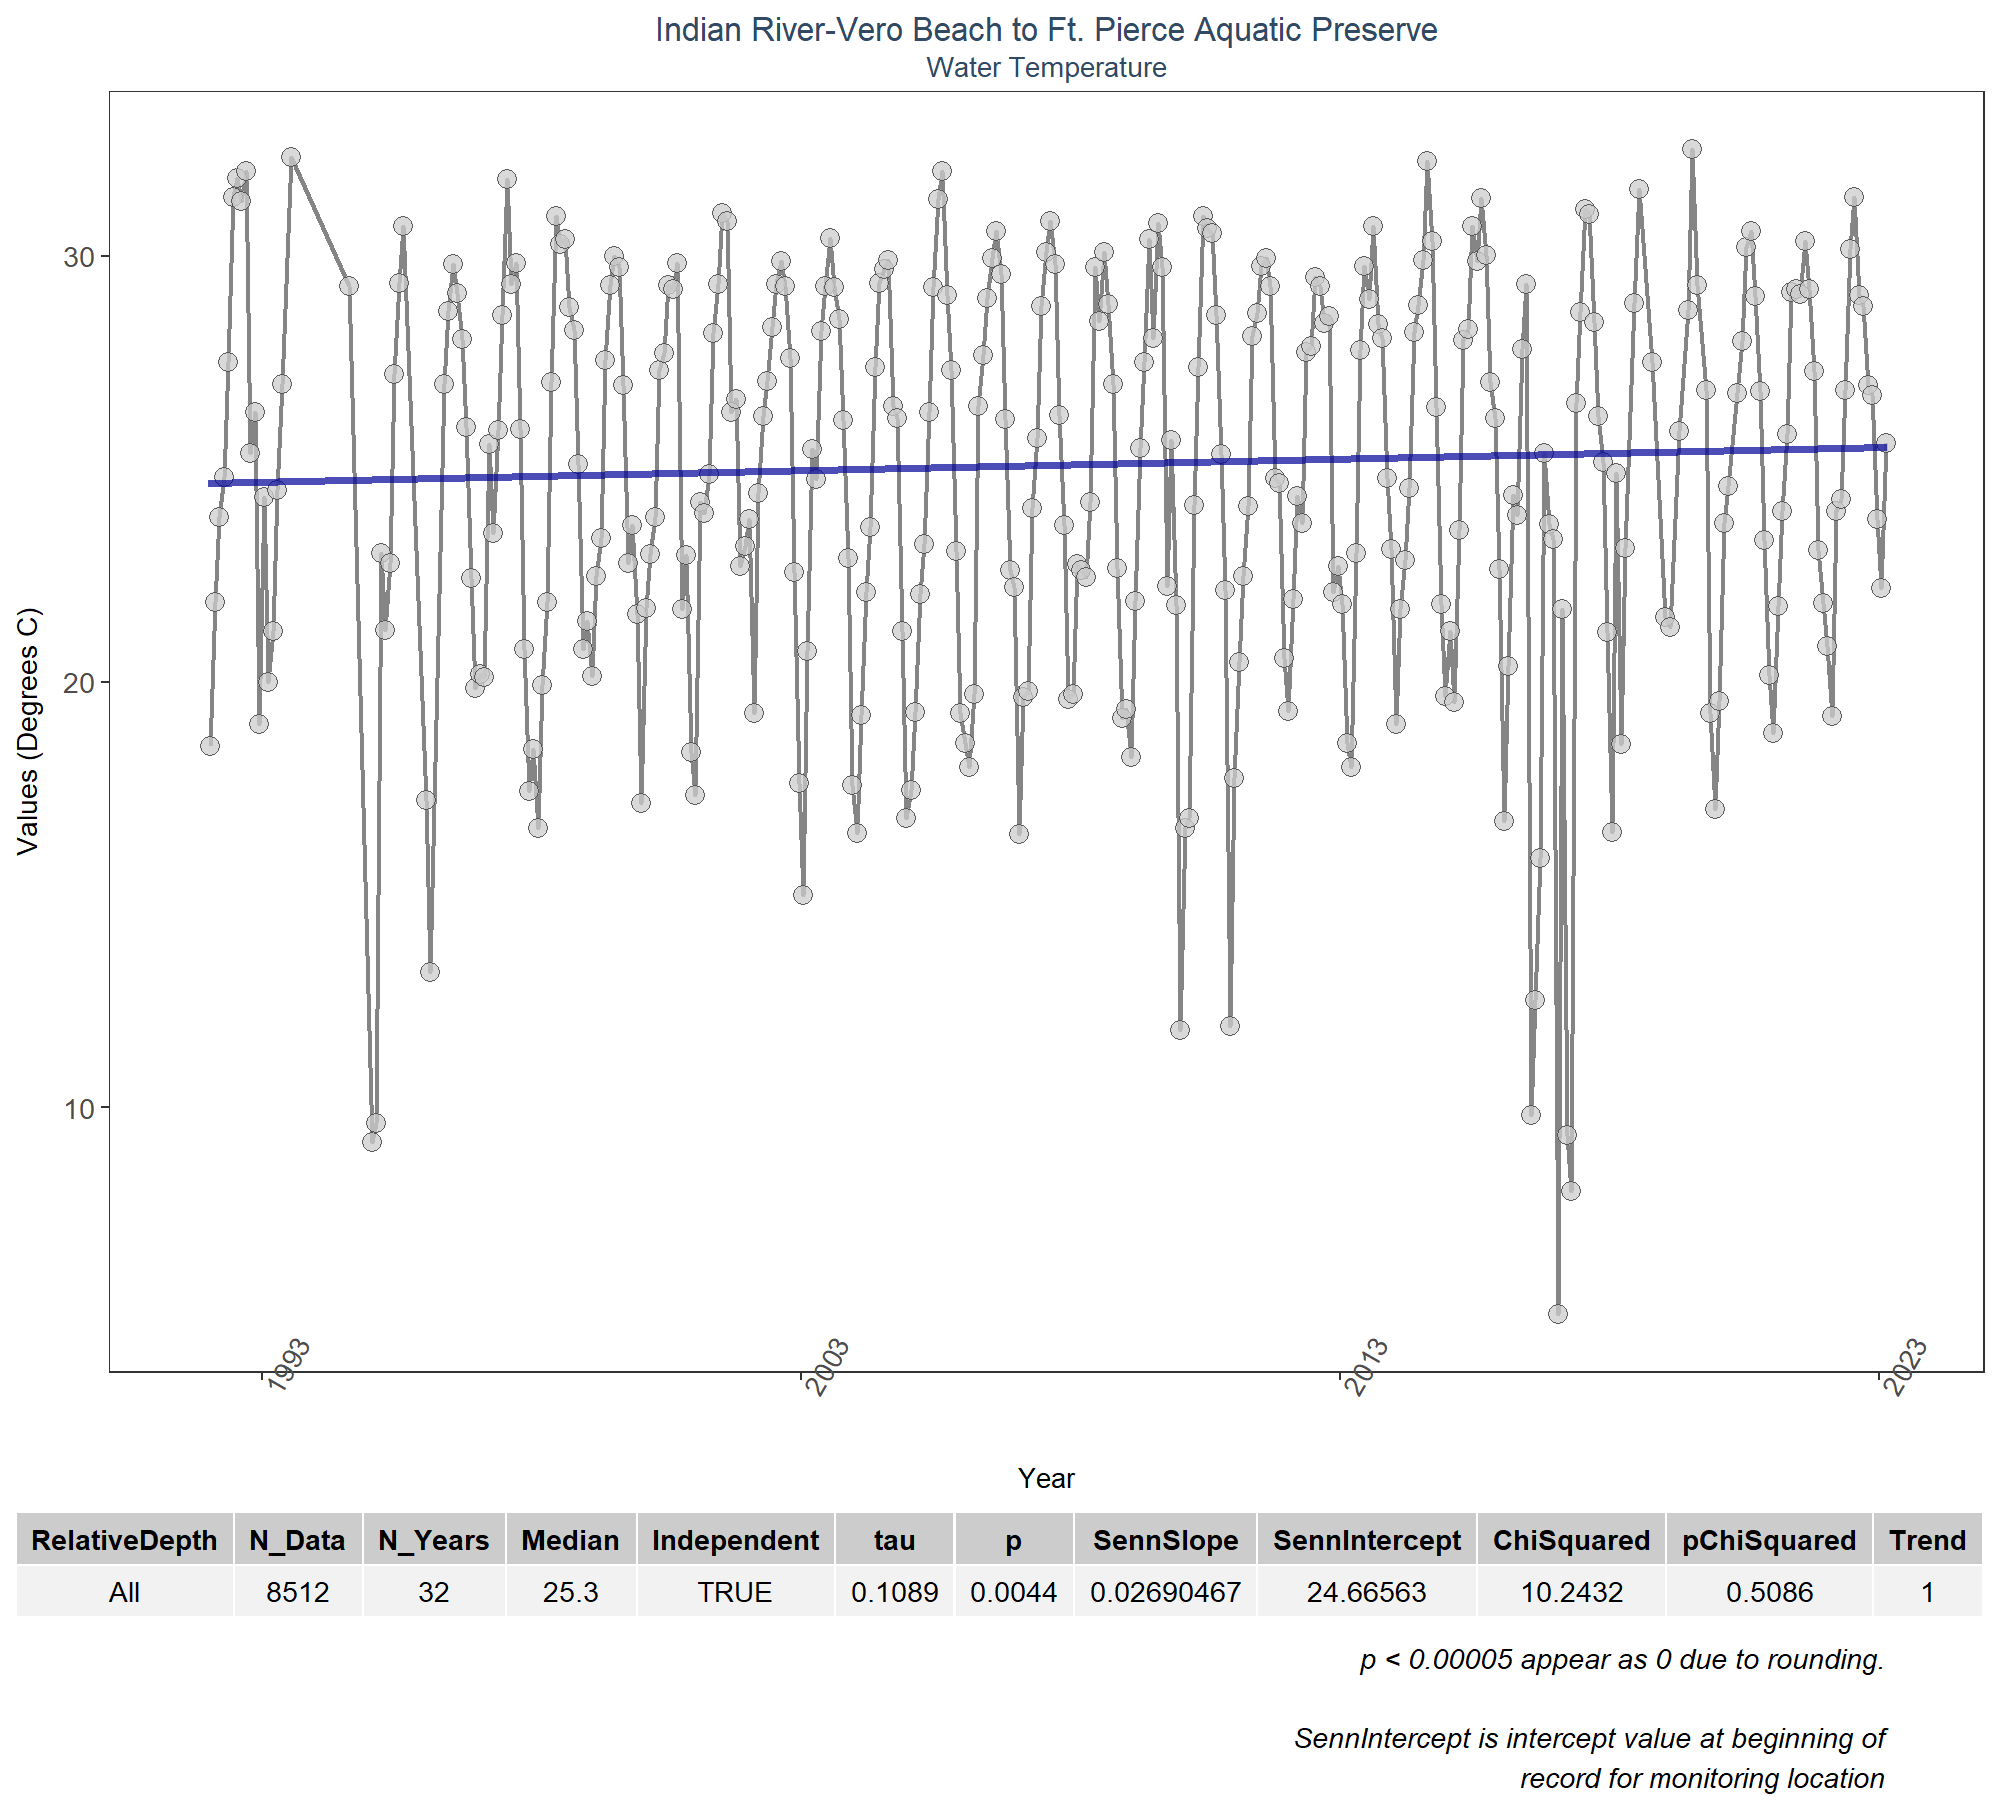 Indian River-Vero Beach to Ft. Pierce Aquatic Preserve
Water Temperature
Values (Degrees C)
30
20
10
1993
2003
2013
2023
Year
RelativeDepth N_Data N_Years Median Independent tau p SennSlope SennIntercept ChiSquared pChiSquared Trend
All 8512 32 25.3 TRUE 0.1089 0.0044 0.02690467 24.66563 10.2432 0.5086 1
p < 0.00005 appear as 0 due to rounding.
SennIntercept is intercept value at beginning of
record for monitoring location